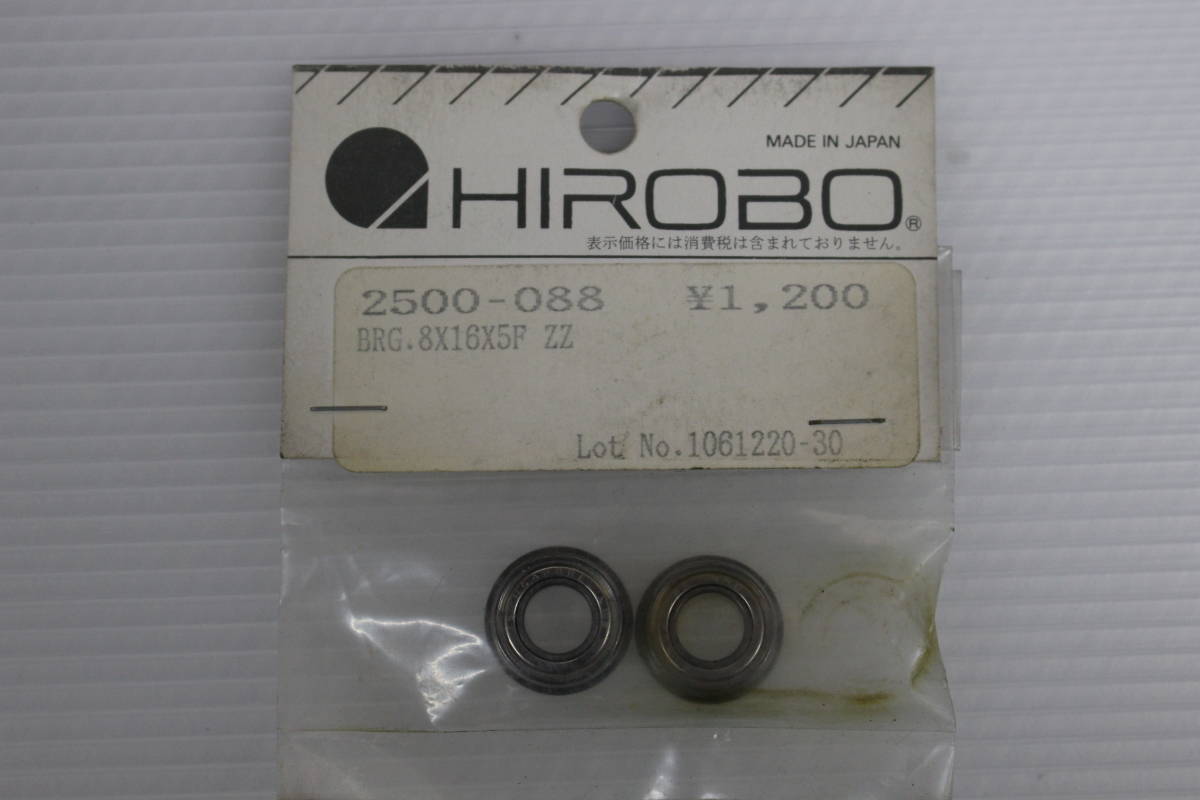 MADE IN JAPAN
HIROBO®
表示価格には消費税は含まれておりません。
2500-088 ¥1,200
BRG.8X16X5F ZZ
Lot No.1061220-30